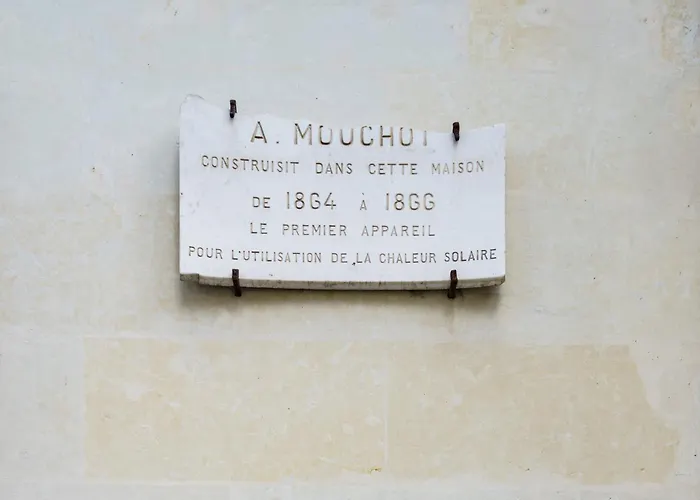 A. MOUCHOT
CONSTRUISIT DANS CETTE MAISON
DE 1864 À 1866
LE PREMIER APPAREIL
POUR L'UTILISATION DE LA CHALEUR SOLAIRE